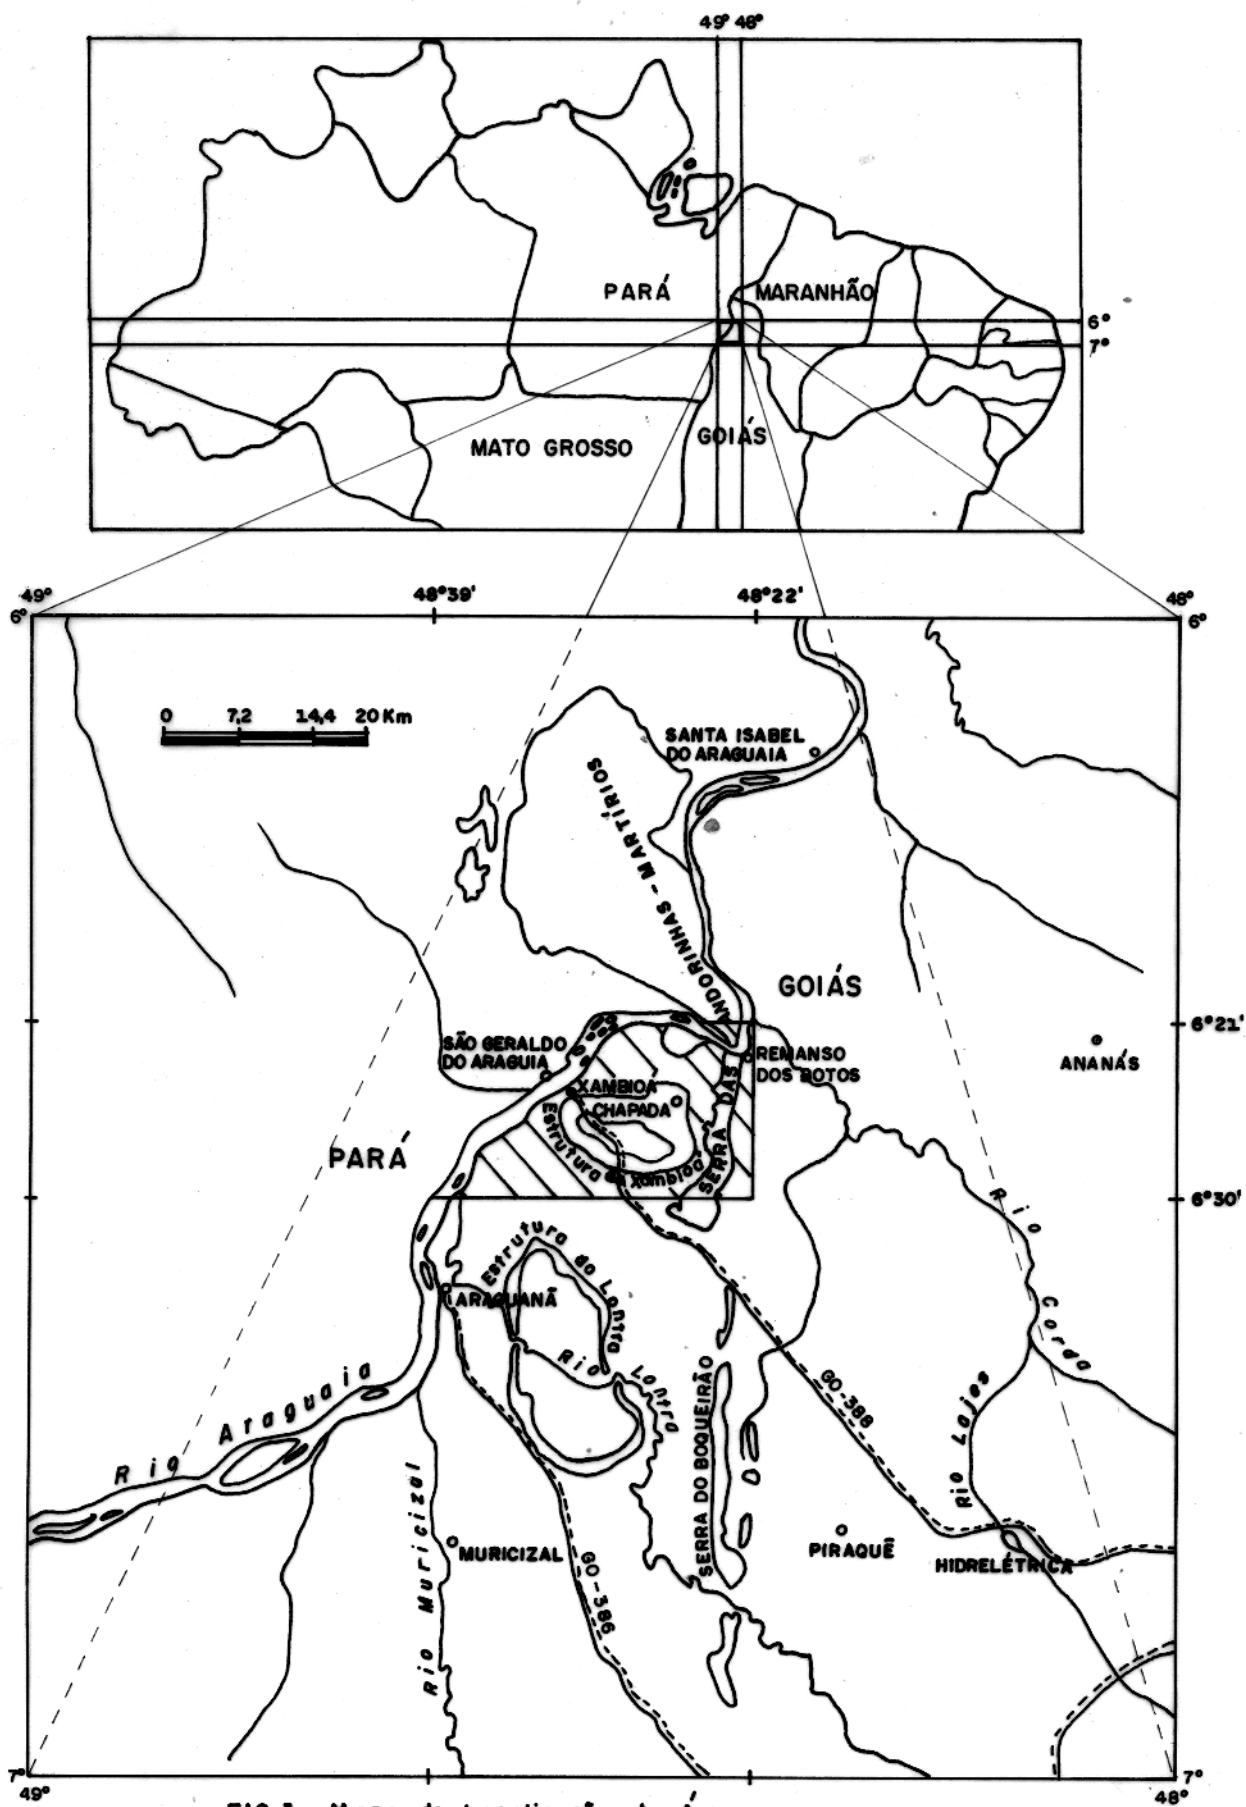 49° 48°
PARÁ
MARANHÃO
6°
7°
MATO GROSSO
GOIÁS
49°
48°39'
48°22'
48°
6°
6°
0 7,2 14,4 20 Km
SANTA ISABEL
DO ARAGUAIA
SERRA DAS ANDORINHAS-MARTÍRIOS
GOIÁS
6°21'
SÃO GERALDO
DO ARAGUIA
REMANSO
DOS BOTOS
ANANÁS
XAMBIOÁ
CHAPADA
Estrutura de Xambioá
PARÁ
6°30'
Rio Corda
Estrutura do Lontra
ARAGUANÃ
Rio Lontra
Rio Araguaia
GO-388
SERRA DO BOQUEIRÃO
Rio Lajes
Rio Muricizal
MURICIZAL
GO-386
PIRAQUÊ
HIDRELÉTRICA
7°
7°
49°
48°